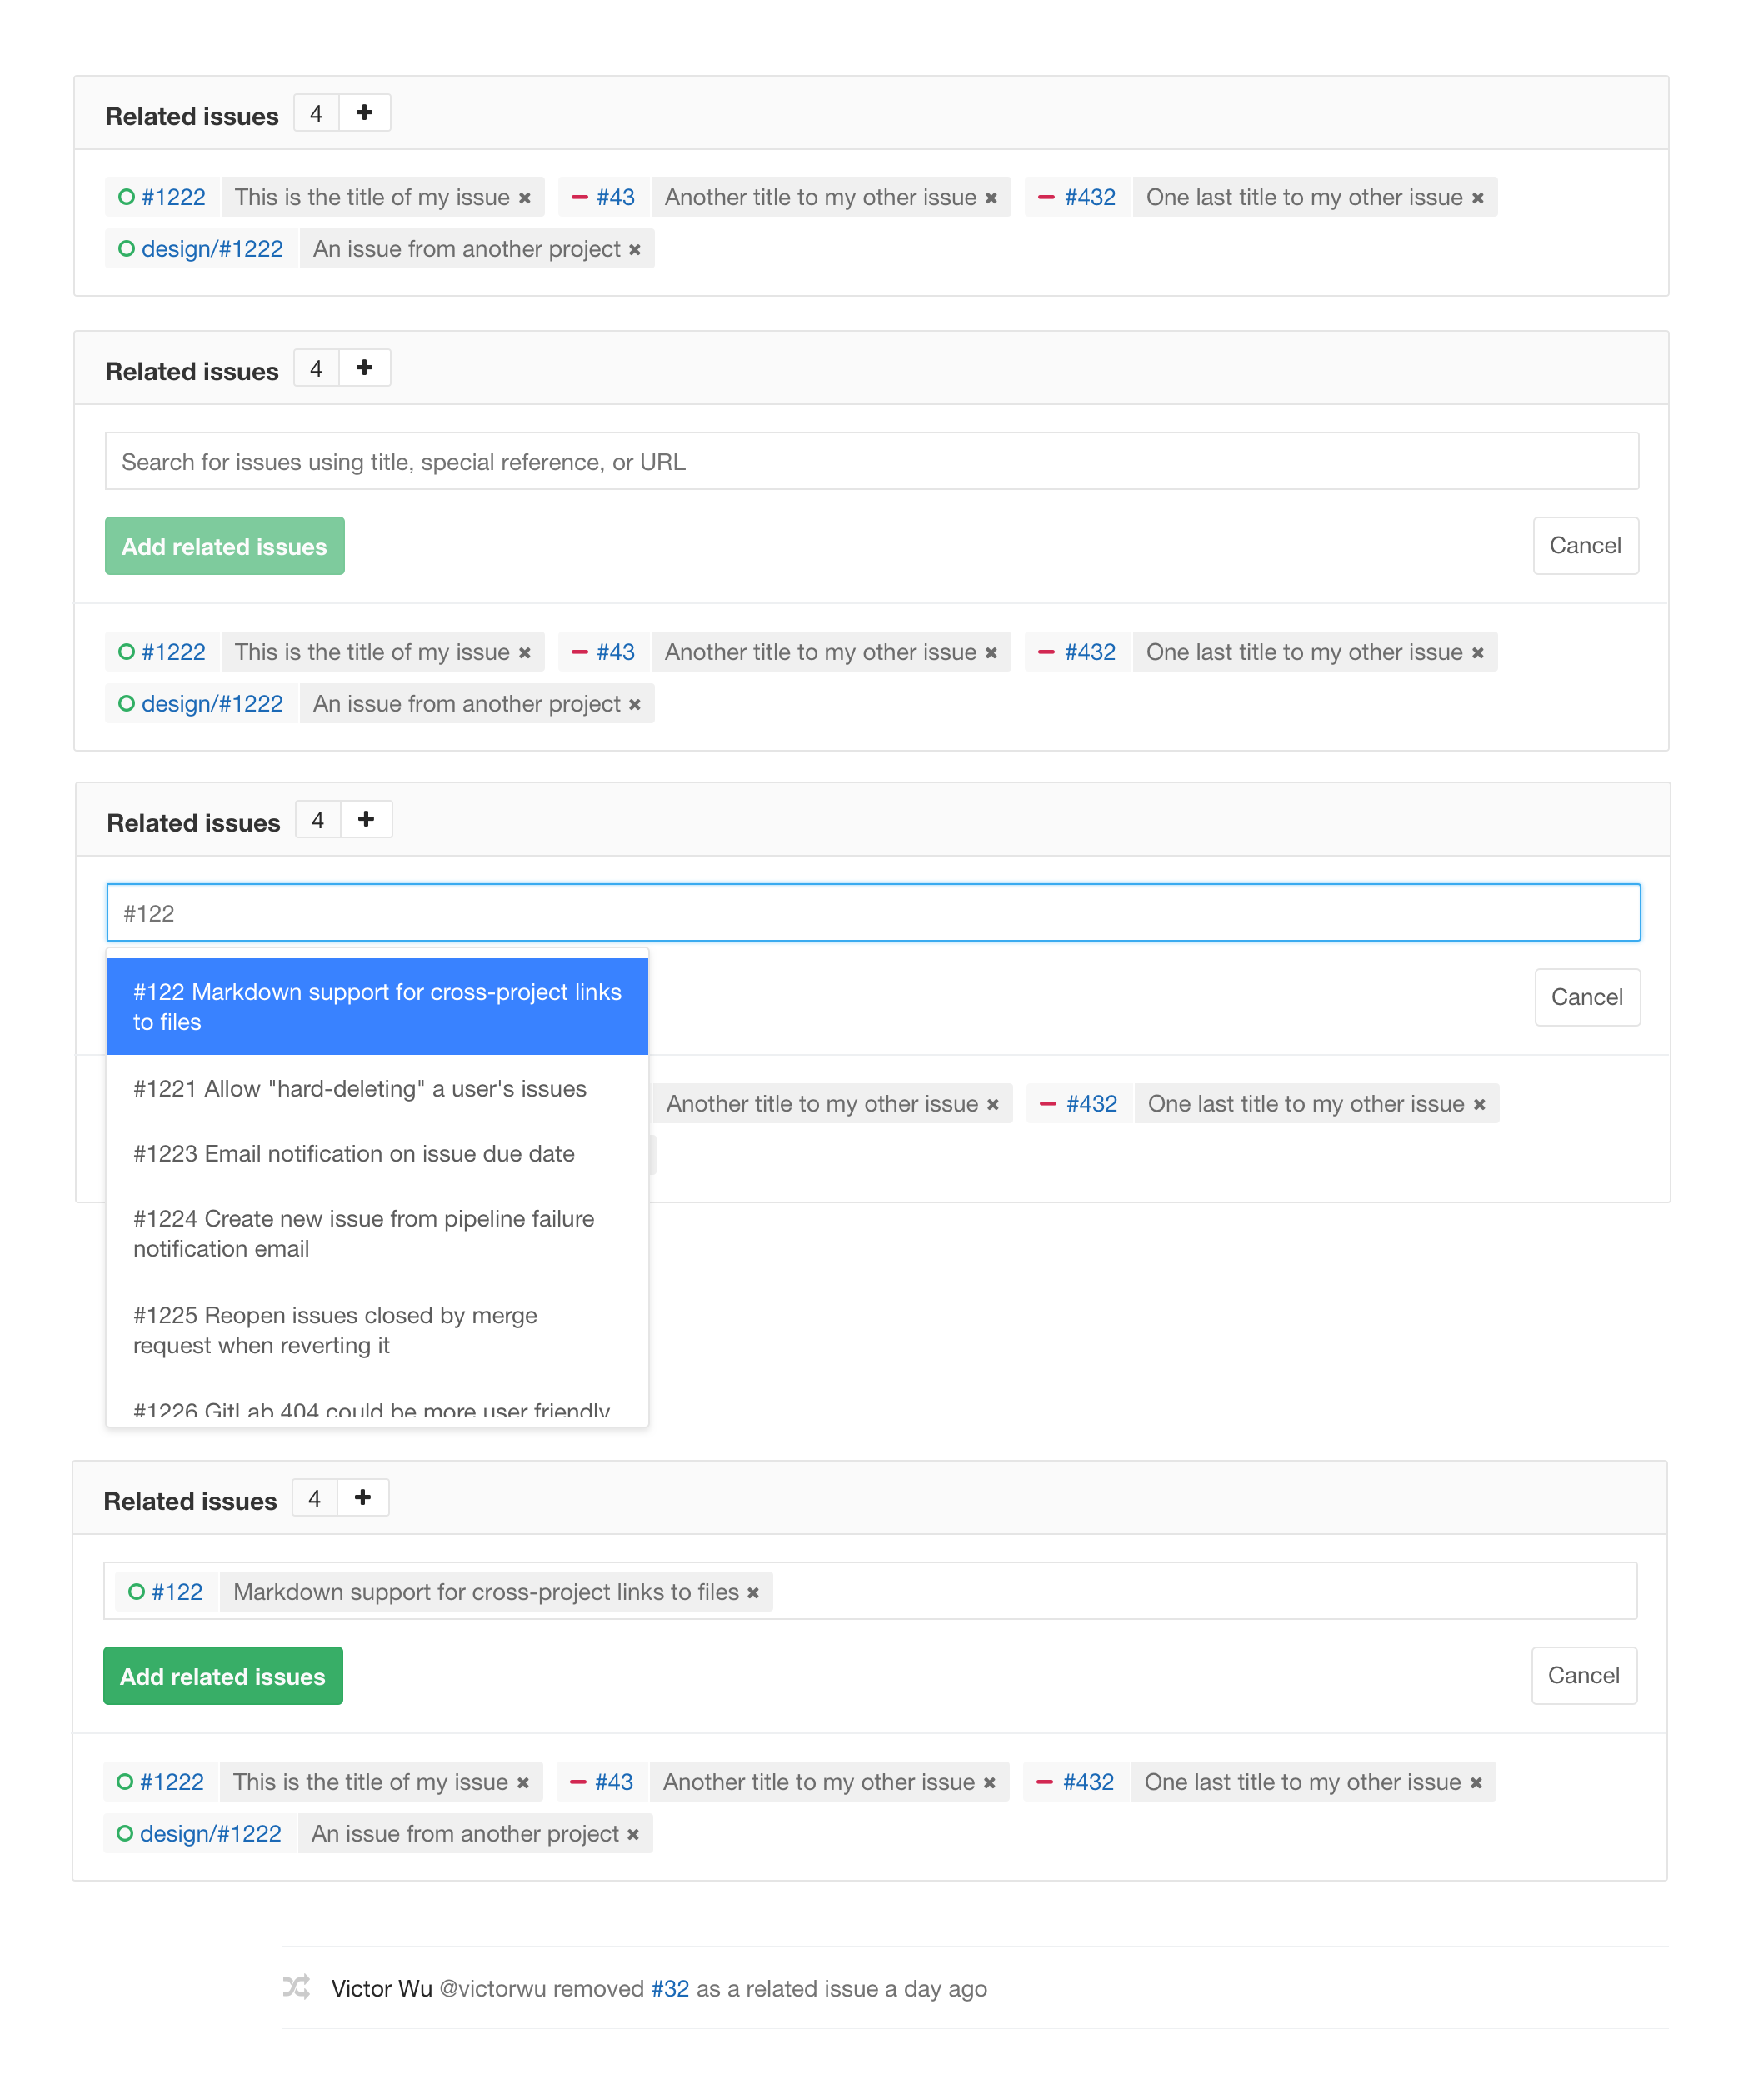 Related issues 4
#1222 This is the title of my issue #43 Another title to my other issue #432 One last title to my other issue
design/#1222 An issue from another project
Related issues 4
Search for issues using title, special reference, or URL
Add related issues Cancel
#1222 This is the title of my issue #43 Another title to my other issue #432 One last title to my other issue
design/#1222 An issue from another project
Related issues 4
#122
Cancel
#122 Markdown support for cross-project links
to files
#1221 Allow "hard-deleting" a user's issues
Another title to my other issue #432 One last title to my other issue
#1223 Email notification on issue due date
#1224 Create new issue from pipeline failure
notification email
#1225 Reopen issues closed by merge
request when reverting it
#1226 GitLab 404 could be more user friendly
Related issues 4
#122 Markdown support for cross-project links to files
Add related issues Cancel
#1222 This is the title of my issue #43 Another title to my other issue #432 One last title to my other issue
design/#1222 An issue from another project
Victor Wu @victorwu removed #32 as a related issue a day ago